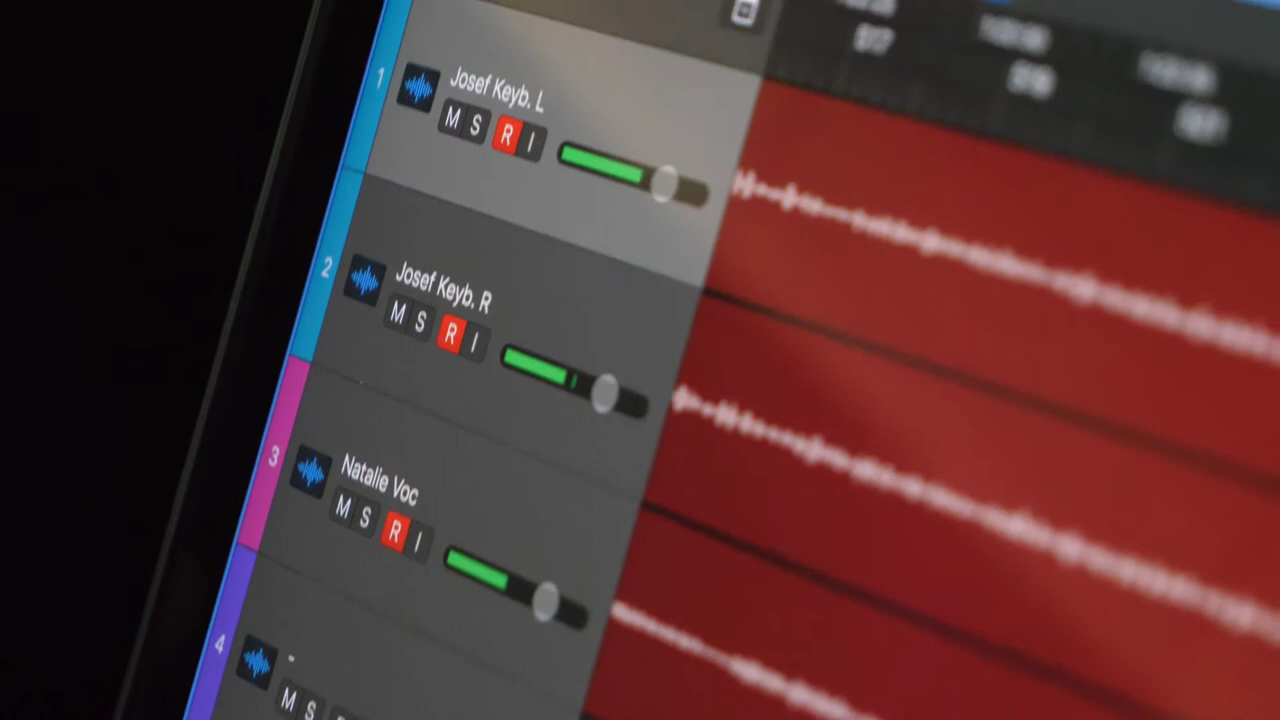 1
Josef Keyb. L
M S R I
2
Josef Keyb. R
M S R I
3
Natalie Voc
M S R I
4
-
M S